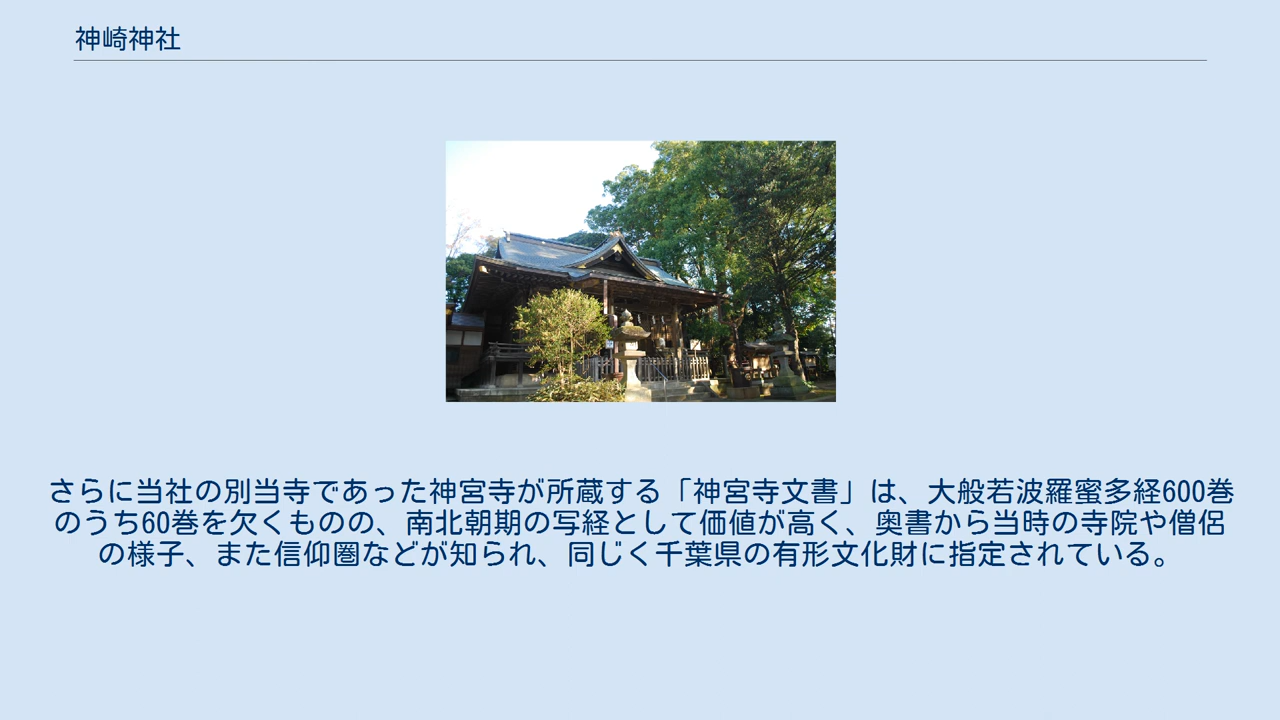 神崎神社
さらに当社の別当寺であった神宮寺が所蔵する「神宮寺文書」は、大般若波羅蜜多経600巻
のうち60巻を欠くものの、南北朝期の写経として価値が高く、奥書から当時の寺院や僧侶
の様子、また信仰圏などが知られ、同じく千葉県の有形文化財に指定されている。